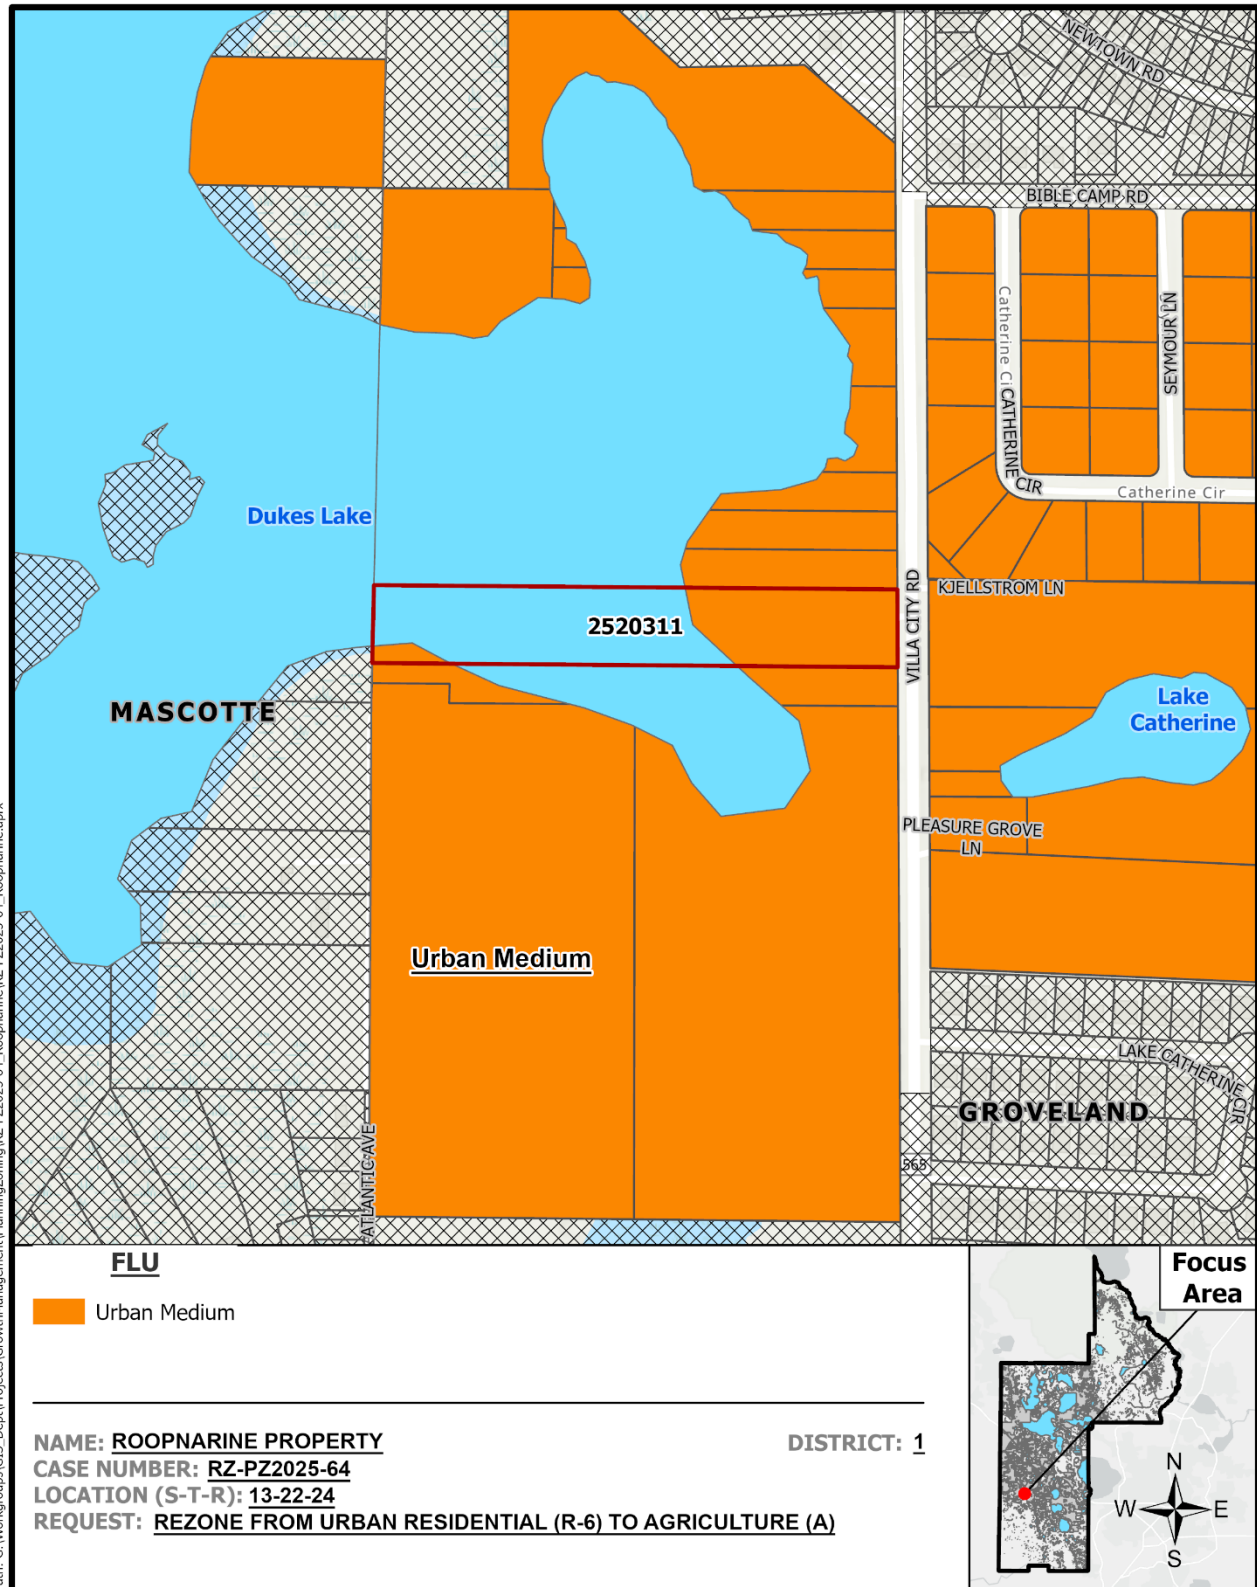 NEWTOWN RD
BIBLE CAMP RD
Catherine Cir
CATHERINE CIR
SEYMOUR LN
Catherine Cir
Dukes Lake
KJELLSTROM LN
VILLA CITY RD
2520311
MASCOTTE
Lake
Catherine
PLEASURE GROVE
LN
Urban Medium
LAKE CATHERINE CIR
GROVELAND
565
ATLANTIC AVE
FLU
Urban Medium
Focus
Area
NAME: ROOPNARINE PROPERTY
DISTRICT: 1
CASE NUMBER: RZ-PZ2025-64
LOCATION (S-T-R): 13-22-24
REQUEST: REZONE FROM URBAN RESIDENTIAL (R-6) TO AGRICULTURE (A)
N
W E
S